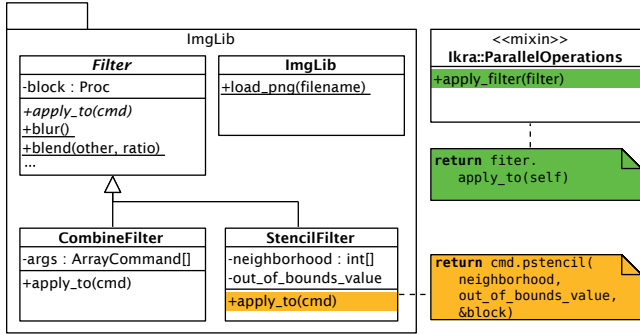 ImgLib
Filter
-block : Proc
+apply_to(cmd)
+blur()
+blend(other, ratio)
...
ImgLib
+load_png(filename)
CombineFilter
-args : ArrayCommand[]
+apply_to(cmd)
StencilFilter
-neighborhood : int[]
-out_of_bounds_value
+apply_to(cmd)
<<mixin>>
Ikra::ParallelOperations
+apply_filter(filter)
return fiter.
apply_to(self)
return cmd.pstencil(
neighborhood,
out_of_bounds_value,
&block)